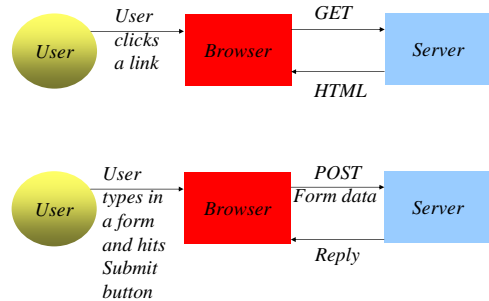 User
clicks
a link
GET
User
Browser
Server
HTML
User
types in
a form
and hits
Submit
button
POST
Form data
User
Browser
Server
Reply